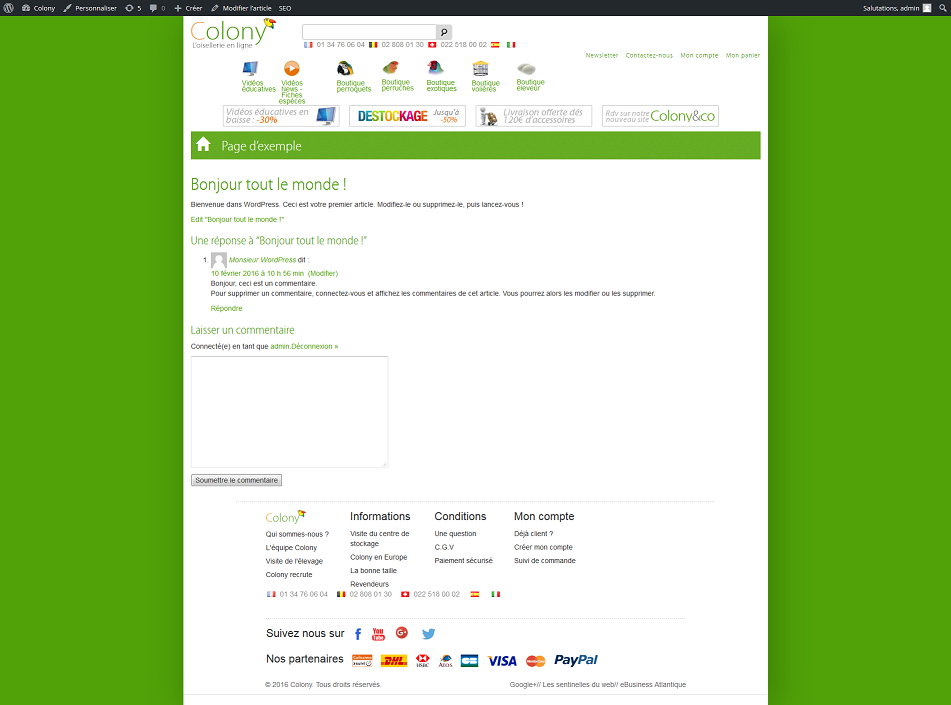 Colony Personnaliser 5 0 Créer Modifier l'article SEO Salutations, admin
Colony
L'oisellerie en ligne
01 34 76 06 04 02 808 01 30 022 518 00 02
Newsletter Contactez-nous Mon compte Mon panier
Vidéos éducatives
Vidéos News - Fiches espèces
Boutique perroquets
Boutique perruches
Boutique exotiques
Boutique volières
Boutique éleveur
Vidéos éducatives en baisse : -30%
DESTOCKAGE Jusqu'à -50%
Livraison offerte dés 120€ d'accessoires
Rdv sur notre nouveau site Colony&co
Page d'exemple
Bonjour tout le monde !
Bienvenue dans WordPress. Ceci est votre premier article. Modifiez-le ou supprimez-le, puis lancez-vous !
Edit "Bonjour tout le monde !"
Une réponse à “Bonjour tout le monde !”
1. Monsieur WordPress dit :
10 février 2016 à 10 h 56 min (Modifier)
Bonjour, ceci est un commentaire.
Pour supprimer un commentaire, connectez-vous et affichez les commentaires de cet article. Vous pourrez alors les modifier ou les supprimer.
Répondre
Laisser un commentaire
Connecté(e) en tant que admin.Déconnexion »
Soumettre le commentaire
Colony
Qui sommes-nous ?
L'équipe Colony
Visite de l'élevage
Colony recrute
Informations
Visite du centre de
stockage
Colony en Europe
La bonne taille
Revendeurs
Conditions
Une question
C.G.V
Paiement sécurisé
Mon compte
Déjà client ?
Créer mon compte
Suivi de commande
01 34 76 06 04 02 808 01 30 022 518 00 02
Suivez nous sur
You Tube
G+
Nos partenaires DHL HSBC Atos CB VISA MasterCard PayPal
© 2016 Colony. Tous droits réservés.
Google+// Les sentinelles du web// eBusiness Atlantique